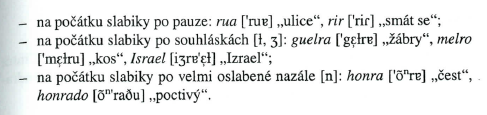 – na počátku slabiky po pauze: rua ['ruɐ] „ulice“, rir ['riɾ] „smát se“;
– na počátku slabiky po souhláskách [ɫ, ʒ]: guelra ['gɛɫrɐ] „žábry“, melro
['mɛɫru] „kos“, Israel [iʒrɐ'ɛɫ] „Izrael“;
– na počátku slabiky po velmi oslabené nazále [n]: honra ['õⁿrɐ] „čest“,
honrado [õⁿ'raðu] „poctivý“.